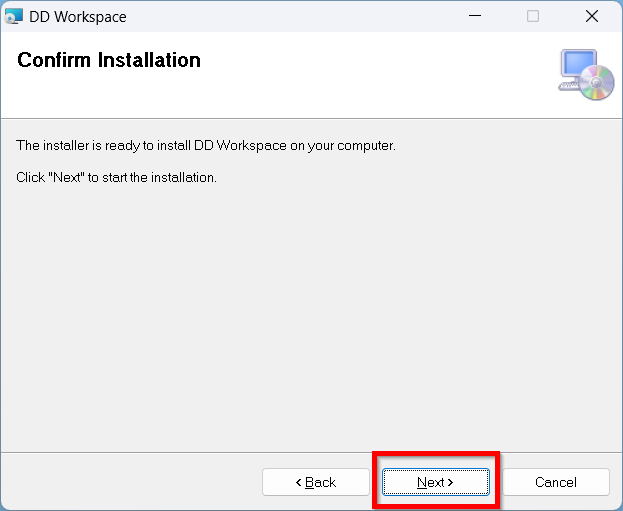 DD Workspace
Confirm Installation
The installer is ready to install DD Workspace on your computer.
Click "Next" to start the installation.
< Back
Next >
Cancel